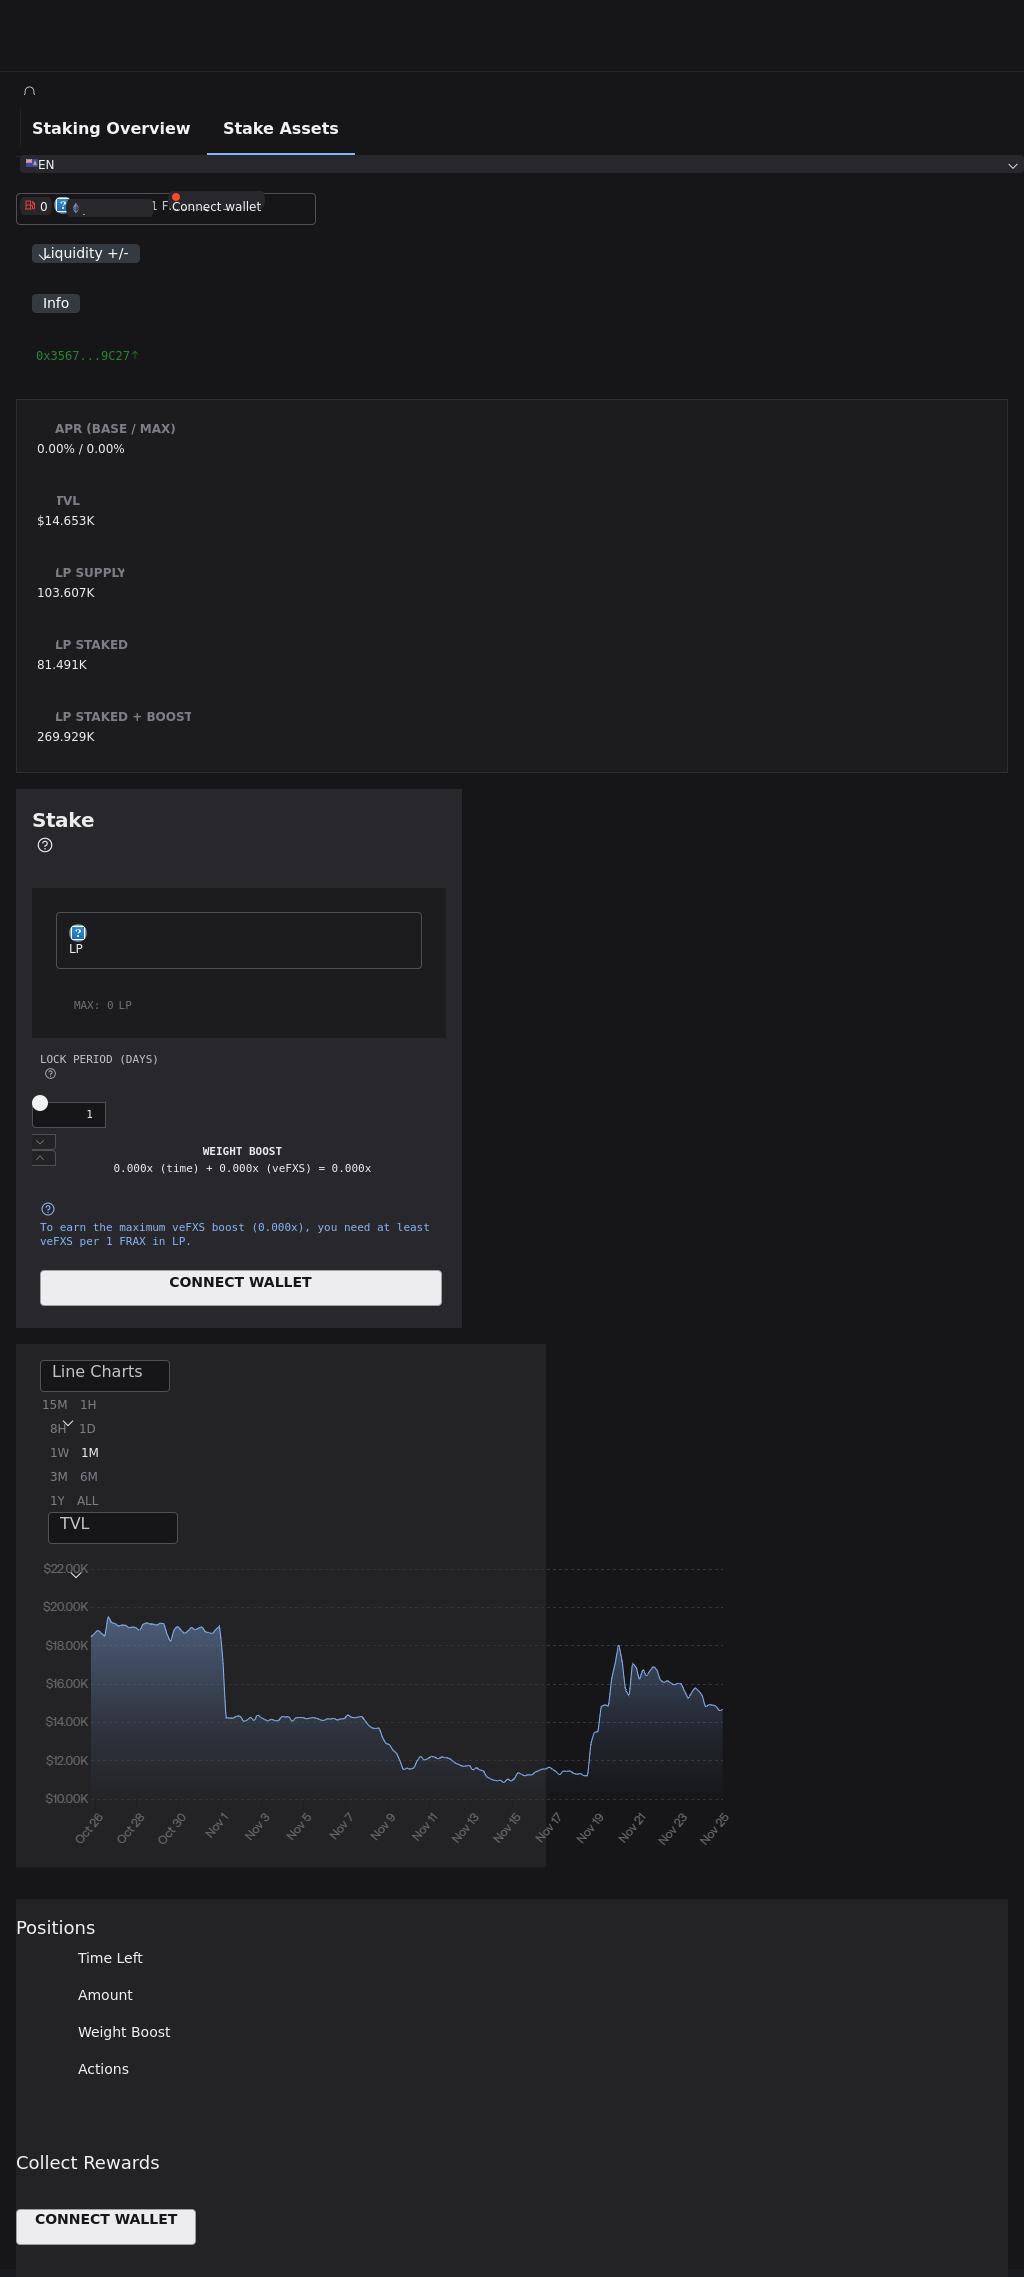 Staking Overview Stake Assets
EN
0 1 F Connect wallet
Liquidity +/-
Info
0x3567...9C27↑
APR (BASE / MAX)
0.00% / 0.00%
TVL
$14.653K
LP SUPPLY
103.607K
LP STAKED
81.491K
LP STAKED + BOOST
269.929K
Stake
LP
MAX: 0 LP
LOCK PERIOD (DAYS)
1
WEIGHT BOOST
0.000x (time) + 0.000x (veFXS) = 0.000x
To earn the maximum veFXS boost (0.000x), you need at least
veFXS per 1 FRAX in LP.
CONNECT WALLET
Line Charts
15M 1H
8H 1D
1W 1M
3M 6M
1Y ALL
TVL
$22.00K
$20.00K
$18.00K
$16.00K
$14.00K
$12.00K
$10.00K
Oct 26 Oct 28 Oct 30 Nov 1 Nov 3 Nov 5 Nov 7 Nov 9 Nov 11 Nov 13 Nov 15 Nov 17 Nov 19 Nov 21 Nov 23 Nov 25
Positions
Time Left
Amount
Weight Boost
Actions
Collect Rewards
CONNECT WALLET